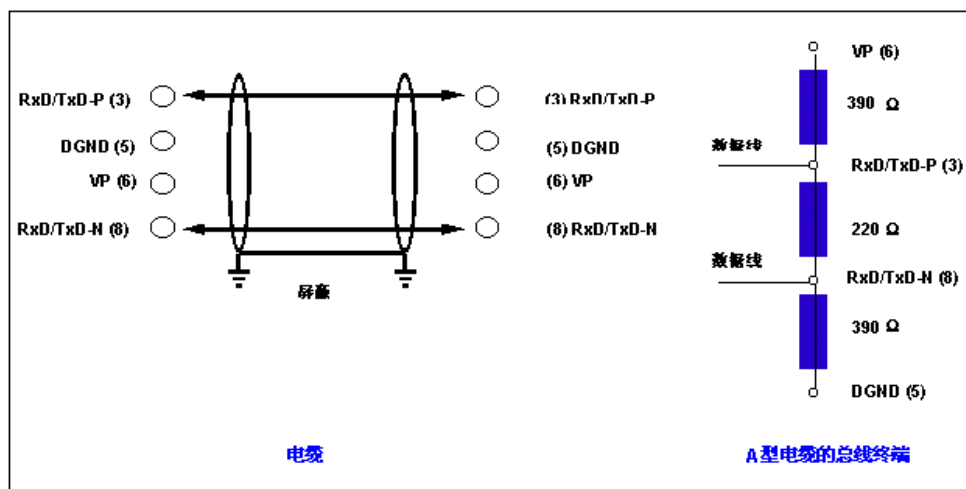 RxD/TxD-P (3)
DGND (5)
VP (6)
RxD/TxD-N (8)
(3) RxD/TxD-P
(5) DGND
(6) VP
(8) RxD/TxD-N
屏蔽
电缆
VP (6)
390 Ω
数据线
RxD/TxD-P (3)
220 Ω
数据线
RxD/TxD-N (8)
390 Ω
DGND (5)
A型电缆的总线终端